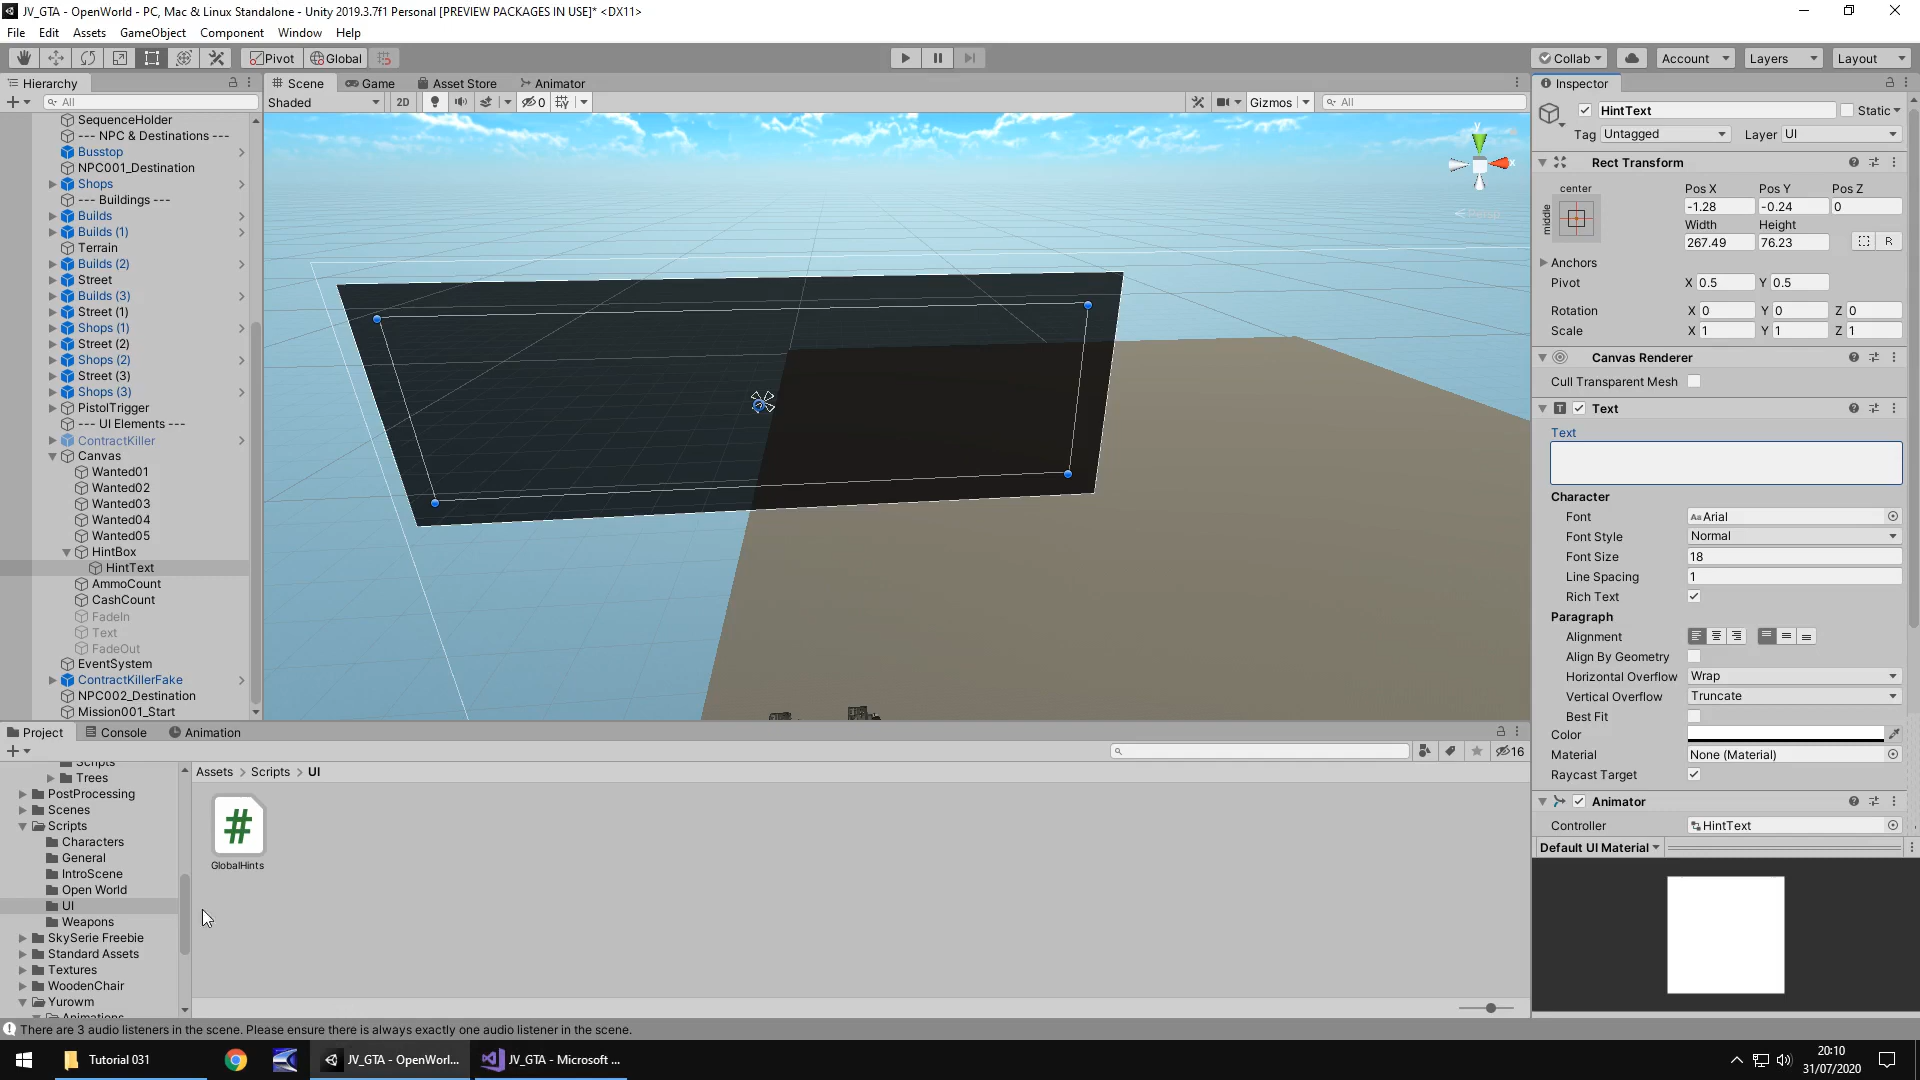 JV_GTA - OpenWorld - PC, Mac & Linux Standalone - Unity 2019.3.7f1 Personal [PREVIEW PACKAGES IN USE]* <DX11>
File Edit Assets GameObject Component Window Help
Pivot Global Collab Account Layers Layout
Hierarchy
All
SequenceHolder
--- NPC & Destinations ---
Busstop
NPC001_Destination
Shops
--- Buildings ---
Builds
Builds (1)
Terrain
Builds (2)
Street
Builds (3)
Street (1)
Shops (1)
Street (2)
Shops (2)
Street (3)
Shops (3)
PistolTrigger
--- UI Elements ---
ContractKiller
Canvas
Wanted01
Wanted02
Wanted03
Wanted04
Wanted05
HintBox
HintText
AmmoCount
CashCount
FadeIn
Text
FadeOut
EventSystem
ContractKillerFake
NPC002_Destination
Mission001_Start
Scene Game Asset Store Animator
Shaded 2D 0 Gizmos All
y
x
Persp
Inspector
HintText Static
Tag Untagged Layer UI
Rect Transform
center
middle
Pos X Pos Y Pos Z
-1.28 -0.24 0
Width Height
267.49 76.23 R
Anchors
Pivot X 0.5 Y 0.5
Rotation X 0 Y 0 Z 0
Scale X 1 Y 1 Z 1
Canvas Renderer
Cull Transparent Mesh
Text
Text
Character
Font Arial
Font Style Normal
Font Size 18
Line Spacing 1
Rich Text
Paragraph
Alignment
Align By Geometry
Horizontal Overflow Wrap
Vertical Overflow Truncate
Best Fit
Color
Material None (Material)
Raycast Target
Animator
Controller HintText
Default UI Material
Project Console Animation
16
Scripts
Trees
PostProcessing
Scenes
Scripts
Characters
General
IntroScene
Open World
UI
Weapons
SkySerie Freebie
Standard Assets
Textures
WoodenChair
Yurowm
Animations
Assets > Scripts > UI
#
GlobalHints
There are 3 audio listeners in the scene. Please ensure there is always exactly one audio listener in the scene.
Tutorial 031
JV_GTA - OpenWorl...
JV_GTA - Microsoft ...
20:10
31/07/2020